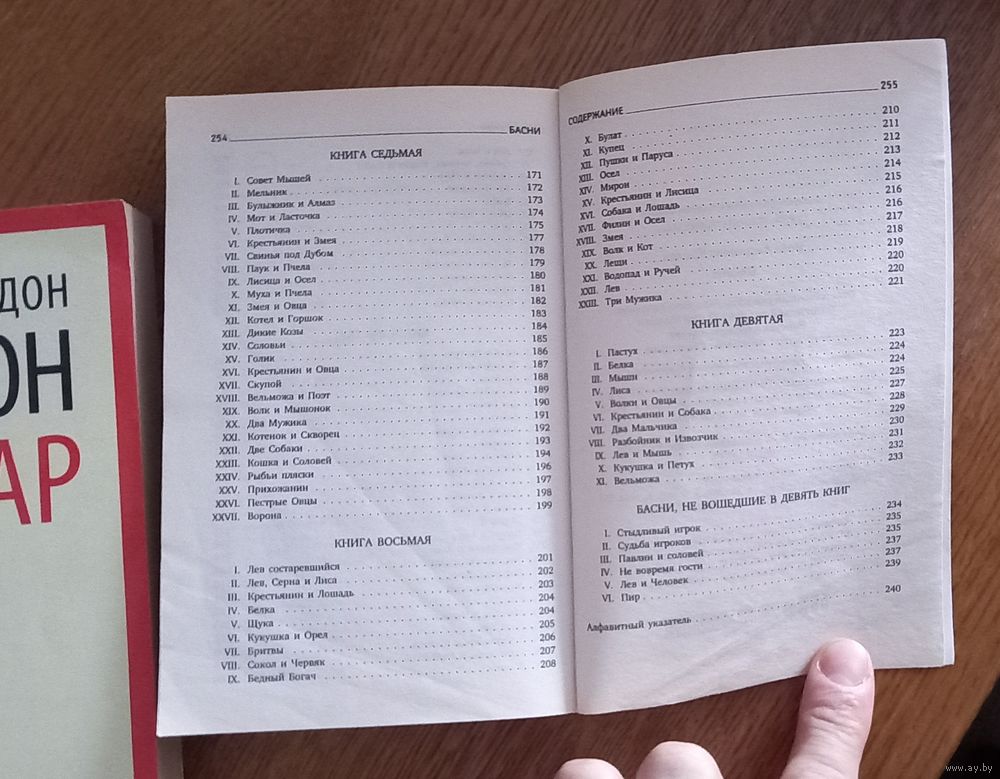 254 БАСНИ
КНИГА СЕДЬМАЯ
I. Совет Мышей 171
II. Мельник 172
III. Булыжник и Алмаз 173
IV. Мот и Ласточка 174
V. Плотичка 175
VI. Крестьянин и Змея 177
VII. Свинья под Дубом 178
VIII. Паук и Пчела 179
IX. Лисица и Осел 180
X. Муха и Пчела 181
XI. Змея и Овца 182
XII. Котел и Горшок 183
XIII. Дикие Козы 184
XIV. Соловьи 185
XV. Голик 186
XVI. Крестьянин и Овца 187
XVII. Скупой 188
XVIII. Вельможа и Поэт 189
XIX. Волк и Мышонок 190
XX. Два Мужика 191
XXI. Котенок и Скворец 192
XXII. Две Собаки 193
XXIII. Кошка и Соловей 194
XXIV. Рыбьи пляски 196
XXV. Прихожанин 197
XXVI. Пестрые Овцы 198
XXVII. Ворона 199
КНИГА ВОСЬМАЯ
I. Лев состаревшийся 201
II. Лев, Серна и Лиса 202
III. Крестьянин и Лошадь 203
IV. Белка 204
V. Щука 204
VI. Кукушка и Орел 205
VII. Бритвы 206
VIII. Сокол и Червяк 207
IX. Бедный Богач 208
СОДЕРЖАНИЕ 255
X. Булат 210
XI. Купец 211
XII. Пушки и Паруса 212
XIII. Осел 213
XIV. Мирон 214
XV. Крестьянин и Лисица 215
XVI. Собака и Лошадь 216
XVII. Филин и Осел 216
XVIII. Змея 217
XIX. Волк и Кот 218
XX. Лещи 219
XXI. Водопад и Ручей 220
XXII. Лев 220
XXIII. Три Мужика 221
КНИГА ДЕВЯТАЯ
I. Пастух 223
II. Белка 224
III. Мыши 224
IV. Лиса 225
V. Волки и Овцы 227
VI. Крестьянин и Собака 228
VII. Два Мальчика 229
VIII. Разбойник и Извозчик 230
IX. Лев и Мышь 231
X. Кукушка и Петух 232
XI. Вельможа 233
БАСНИ, НЕ ВОШЕДШИЕ В ДЕВЯТЬ КНИГ
I. Стыдливый игрок 234
II. Судьба игроков 235
III. Павлин и соловей 235
IV. Не вовремя гости 237
V. Лев и Человек 237
VI. Пир 239
Алфавитный указатель 240
ДОН
ОН
АР
www.ay.by